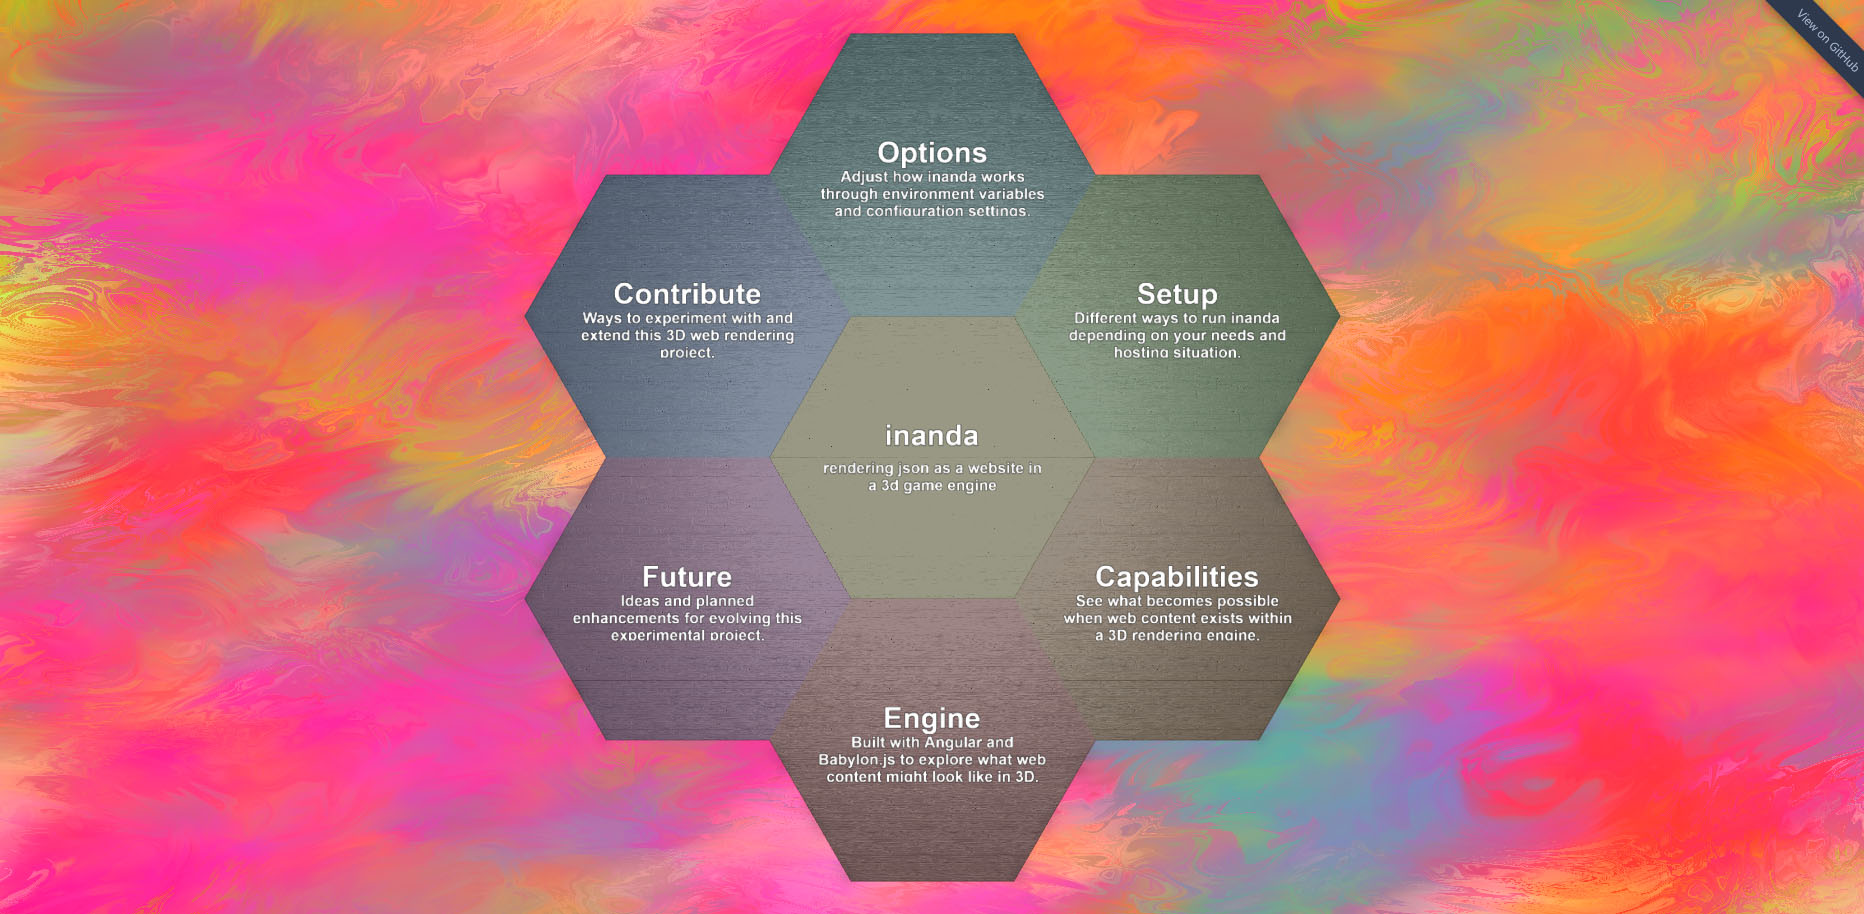 View on GitHub
Options
Adjust how inanda works
through environment variables
and configuration settings.
Contribute
Ways to experiment with and
extend this 3D web rendering
project.
Setup
Different ways to run inanda
depending on your needs and
hosting situation.
inanda
rendering json as a website in
a 3d game engine
Future
Ideas and planned
enhancements for evolving this
experimental project.
Capabilities
See what becomes possible
when web content exists within
a 3D rendering engine.
Engine
Built with Angular and
Babylon.js to explore what web
content might look like in 3D.